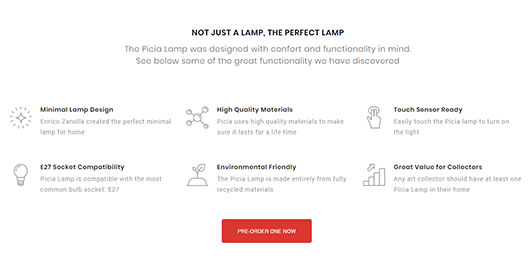 NOT JUST A LAMP, THE PERFECT LAMP
The Picia Lamp was designed with confort and functionality in mind.
See below some of the great functionality we have discovered
Minimal Lamp Design
Enrico Zanolla created the perfect minimal
lamp for home
High Quality Materials
Picia uses high quality materials to make
sure it lasts for a life time
Touch Sensor Ready
Easily touch the Picia lamp to turn on
the light
E27 Socket Compatibility
Picia Lamp is compatible with the most
common bulb socket: E27
Environmental Friendly
The Picia Lamp is made entirely from fully
recycled materials
Great Value for Collectors
Any art collector should have at least one
Picia Lamp in their home
PRE-ORDER ONE NOW